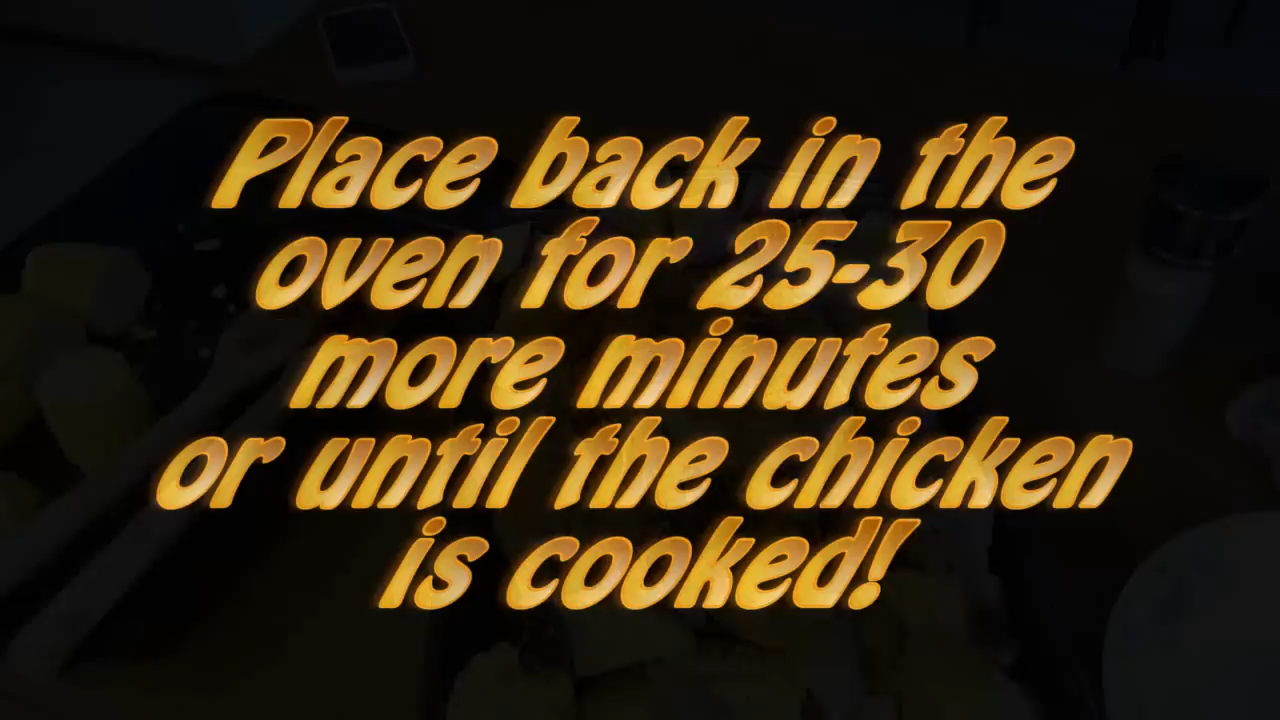 Place back in the
oven for 25-30
more minutes
or until the chicken
is cooked!